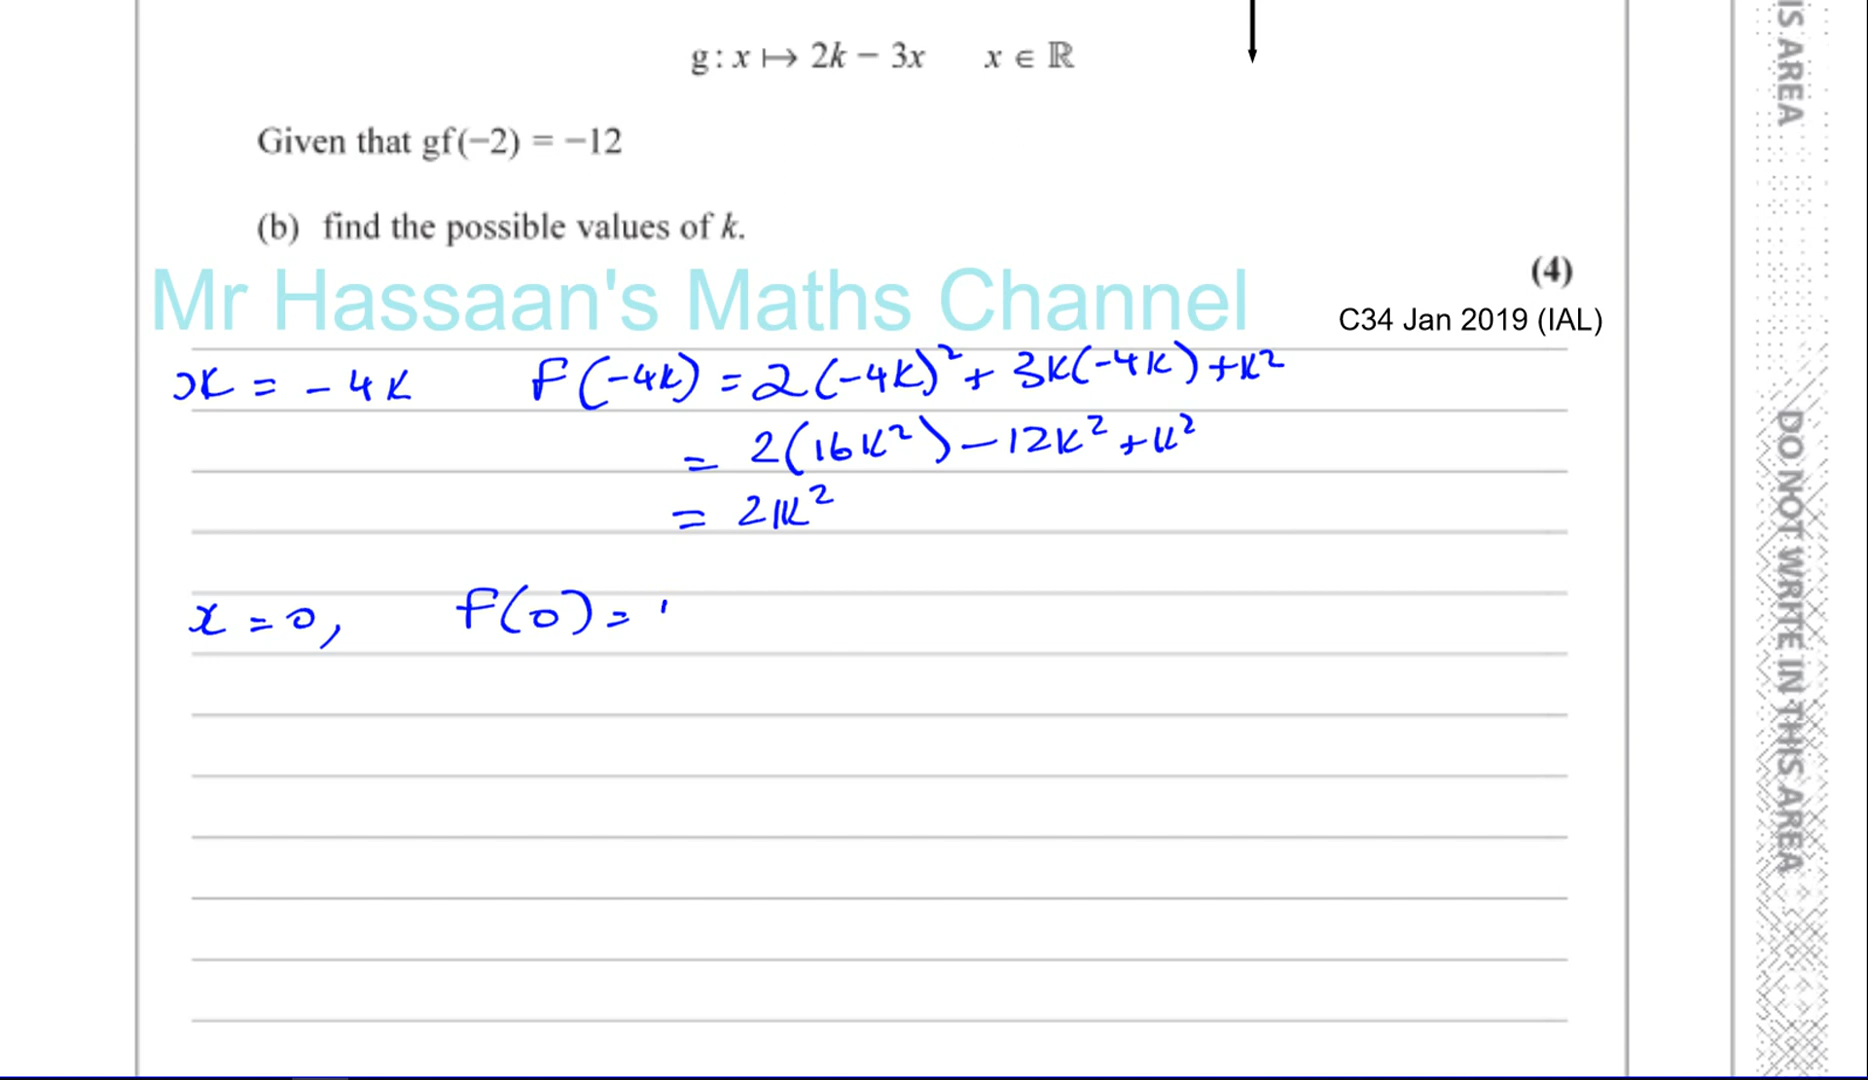 g : x ↦ 2k − 3x x ∈ ℝ
Given that gf(−2) = −12
(b) find the possible values of k.
(4)
Mr Hassaan's Maths Channel
C34 Jan 2019 (IAL)
x = - 4k f(-4k) = 2(-4k)² + 3k(-4k) + k²
= 2(16k²) - 12k² + k²
= 21k²
x = 0, f(0) = '
IS AREA
DO NOT WRITE IN THIS AREA